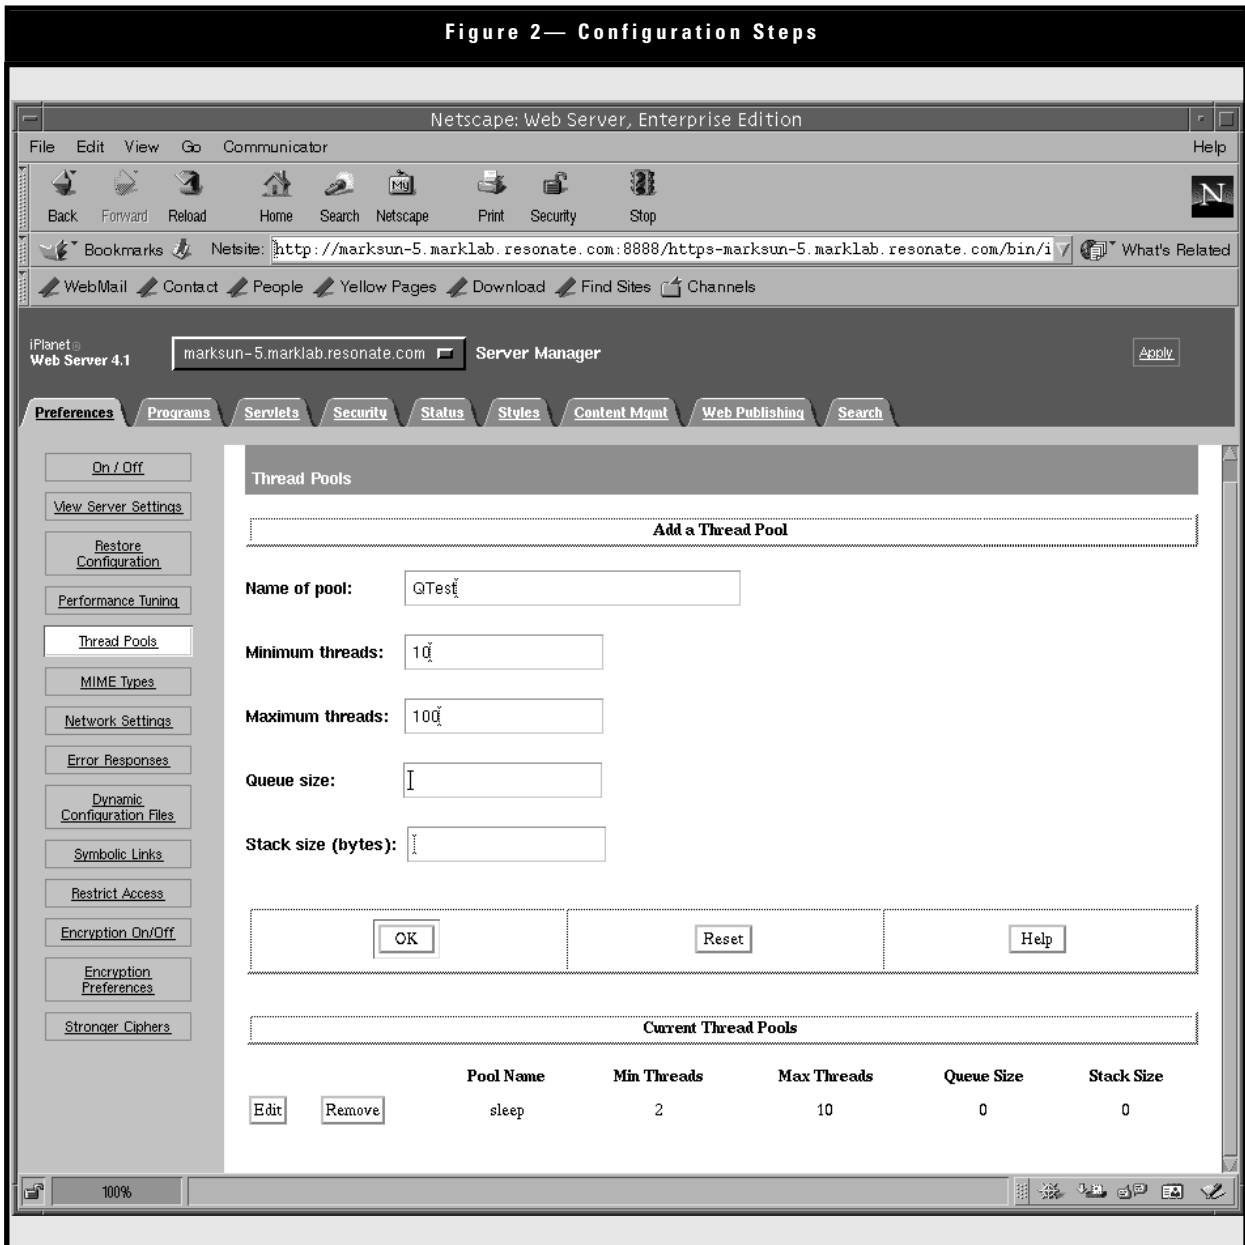 Figure 2— Configuration Steps
Netscape: Web Server, Enterprise Edition
File Edit View Go Communicator Help
Back Forward Reload Home Search Netscape Print Security Stop
My
N
Bookmarks Netsite: http://marksun-5.marklab.resonate.com:8888/https-marksun-5.marklab.resonate.com/bin/i What's Related
WebMail Contact People Yellow Pages Download Find Sites Channels
iPlanet
Web Server 4.1
marksun-5.marklab.resonate.com Server Manager Apply
Preferences Programs Servlets Security Status Styles Content Mgmt Web Publishing Search
On / Off
View Server Settings
Restore
Configuration
Performance Tuning
Thread Pools
MIME Types
Network Settings
Error Responses
Dynamic
Configuration Files
Symbolic Links
Restrict Access
Encryption On/Off
Encryption
Preferences
Stronger Ciphers
Thread Pools
Add a Thread Pool
Name of pool: QTest
Minimum threads: 10
Maximum threads: 100
Queue size:
Stack size (bytes):
OK Reset Help
Current Thread Pools
Pool Name Min Threads Max Threads Queue Size Stack Size
Edit Remove sleep 2 10 0 0
100%